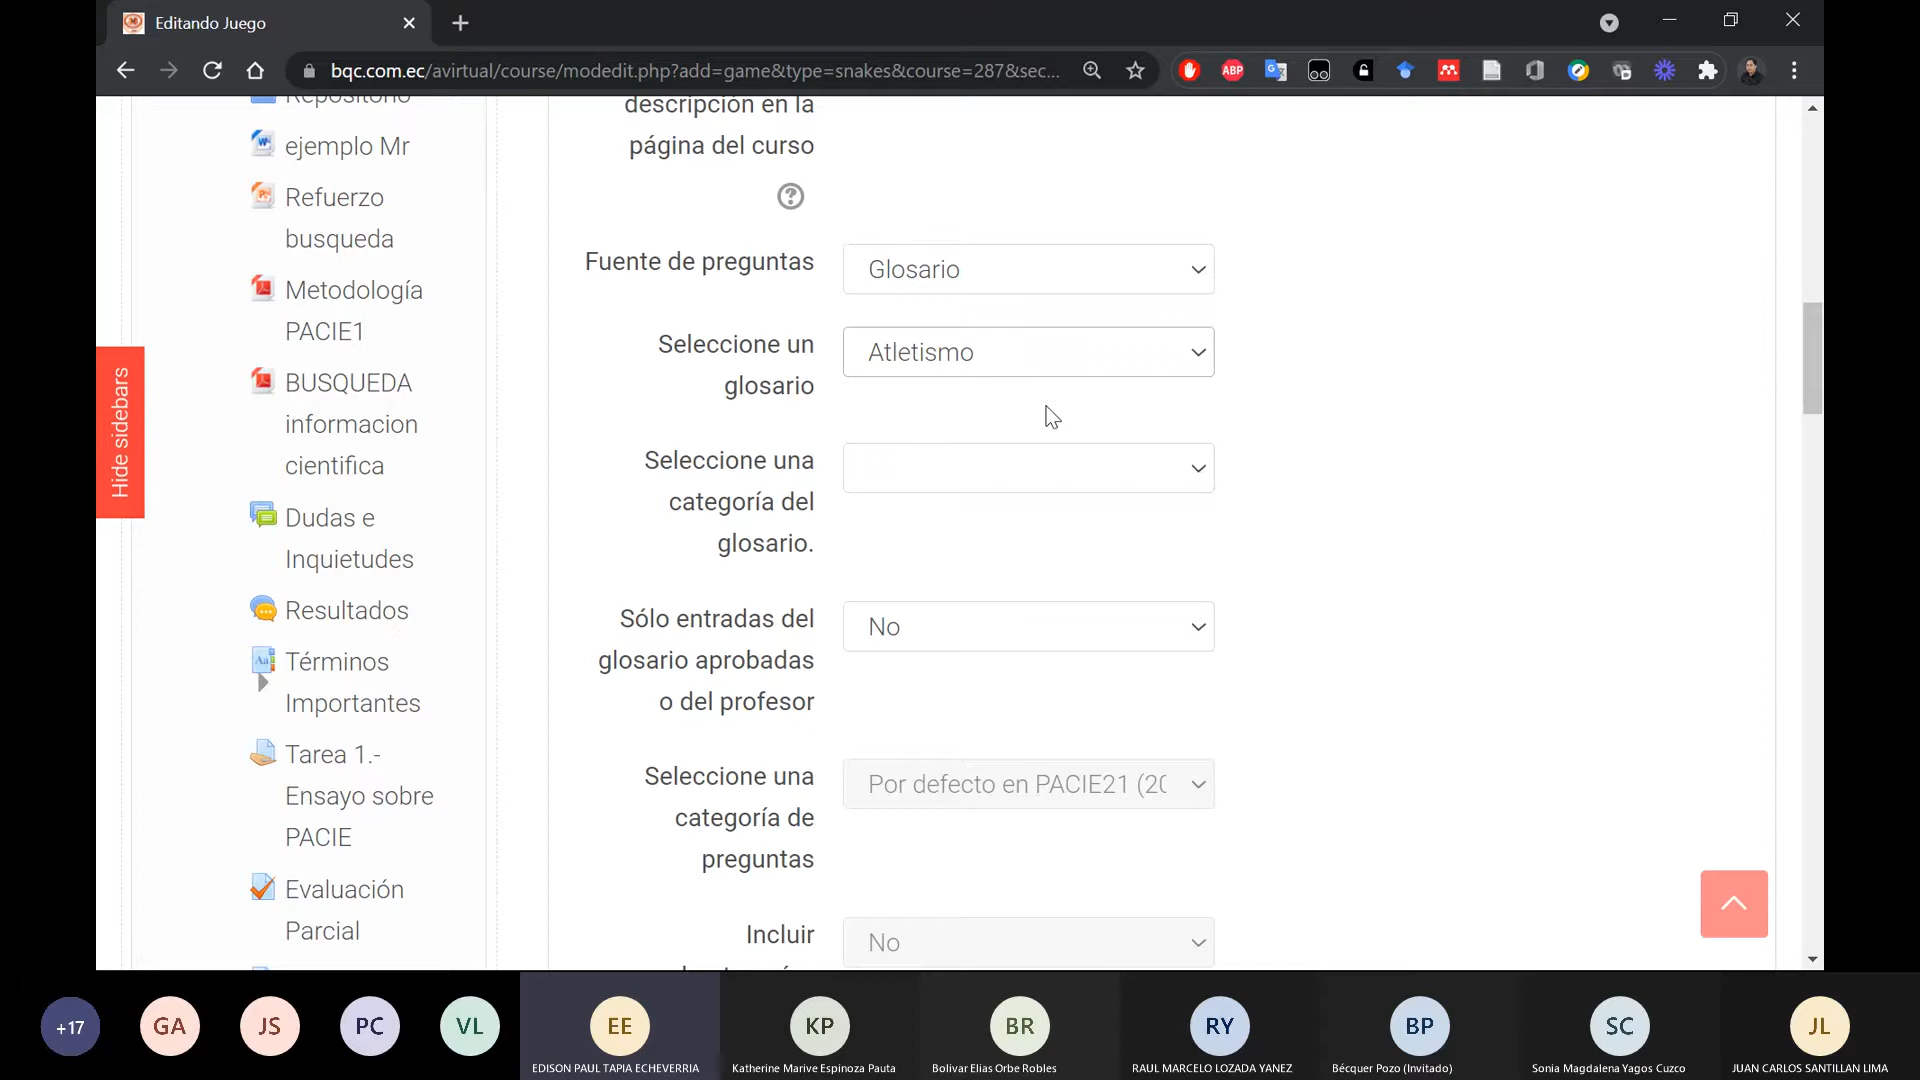 Editando Juego
bqc.com.ec/avirtual/course/modedit.php?add=game&type=snakes&course=287&sec...
ABP
Repositorio
ejemplo Mr
Refuerzo
busqueda
Metodología
PACIE1
BUSQUEDA
informacion
cientifica
Dudas e
Inquietudes
Resultados
Términos
Importantes
Tarea 1.-
Ensayo sobre
PACIE
Evaluación
Parcial
Hide sidebars
descripción en la
página del curso
Fuente de preguntas
Glosario
Seleccione un
glosario
Atletismo
Seleccione una
categoría del
glosario.
Sólo entradas del
glosario aprobadas
o del profesor
No
Seleccione una
categoría de
preguntas
Por defecto en PACIE21 (20
Incluir
No
+17
GA
JS
PC
VL
EE
EDISON PAUL TAPIA ECHEVERRIA
KP
Katherine Marive Espinoza Pauta
BR
Bolivar Elias Orbe Robles
RY
RAUL MARCELO LOZADA YANEZ
BP
Bécquer Pozo (Invitado)
SC
Sonia Magdalena Yagos Cuzco
JL
JUAN CARLOS SANTILLAN LIMA